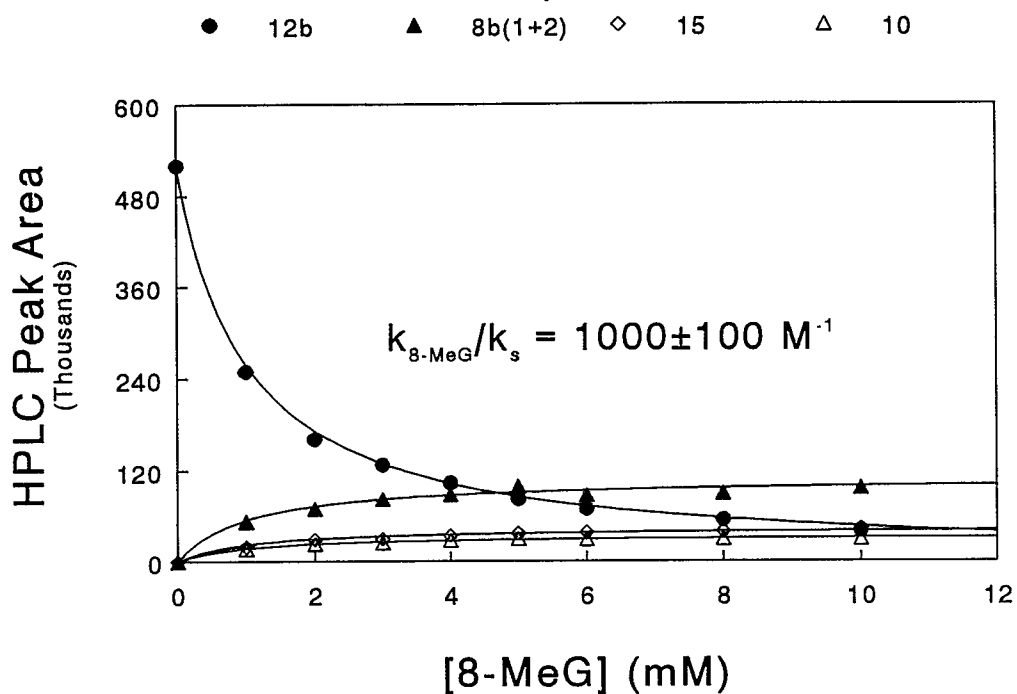 12b 8b(1+2) 15 10
600
480
360
240
120
0
HPLC Peak Area
(Thousands)
k₈₋MeG/kₛ = 1000±100 M⁻¹
0 2 4 6 8 10 12
[8-MeG] (mM)